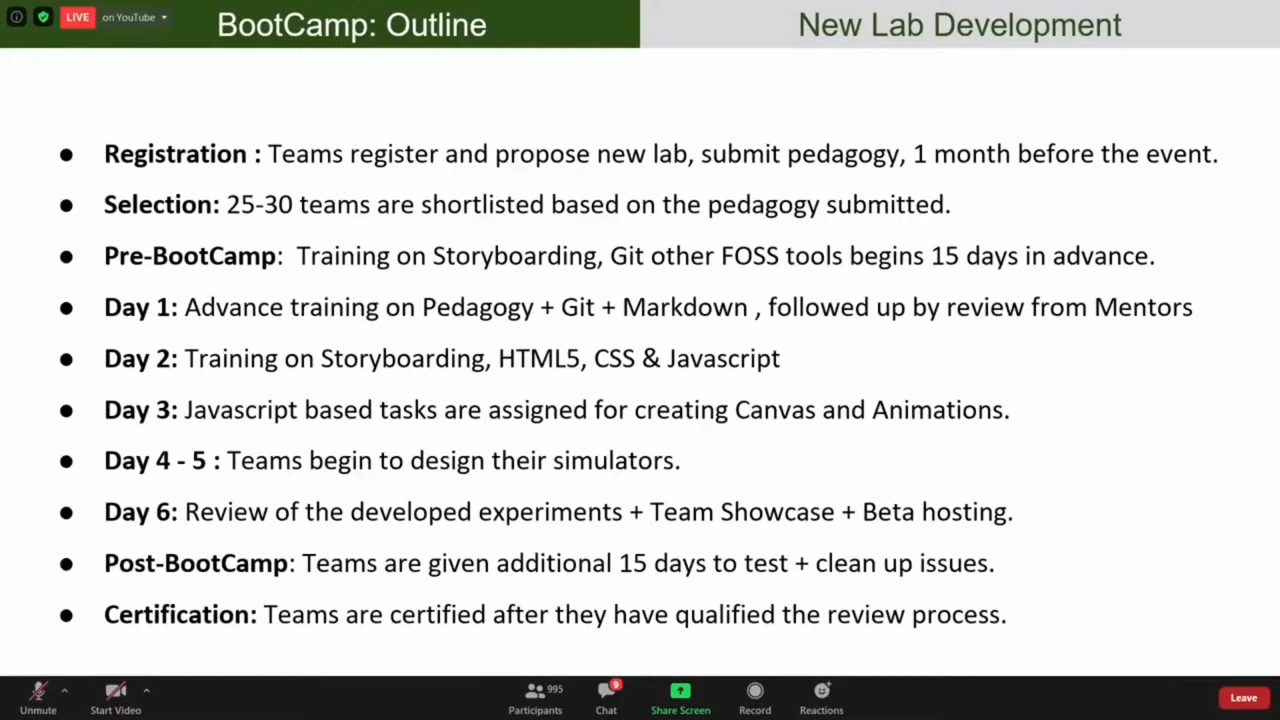 LIVE on YouTube
BootCamp: Outline
New Lab Development
● Registration : Teams register and propose new lab, submit pedagogy, 1 month before the event.
● Selection: 25-30 teams are shortlisted based on the pedagogy submitted.
● Pre-BootCamp: Training on Storyboarding, Git other FOSS tools begins 15 days in advance.
● Day 1: Advance training on Pedagogy + Git + Markdown , followed up by review from Mentors
● Day 2: Training on Storyboarding, HTML5, CSS & Javascript
● Day 3: Javascript based tasks are assigned for creating Canvas and Animations.
● Day 4 - 5 : Teams begin to design their simulators.
● Day 6: Review of the developed experiments + Team Showcase + Beta hosting.
● Post-BootCamp: Teams are given additional 15 days to test + clean up issues.
● Certification: Teams are certified after they have qualified the review process.
995
9
Unmute
Start Video
Participants
Chat
Share Screen
Record
Reactions
Leave